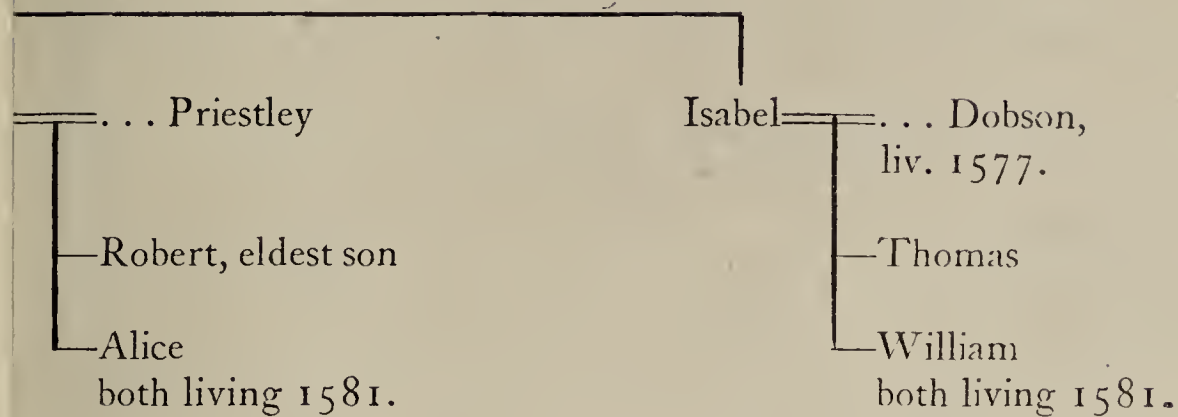 . . . Priestley
Isabel
. . . Dobson,
liv. 1577.
Robert, eldest son
Alice
both living 1581.
Thomas
William
both living 1581.